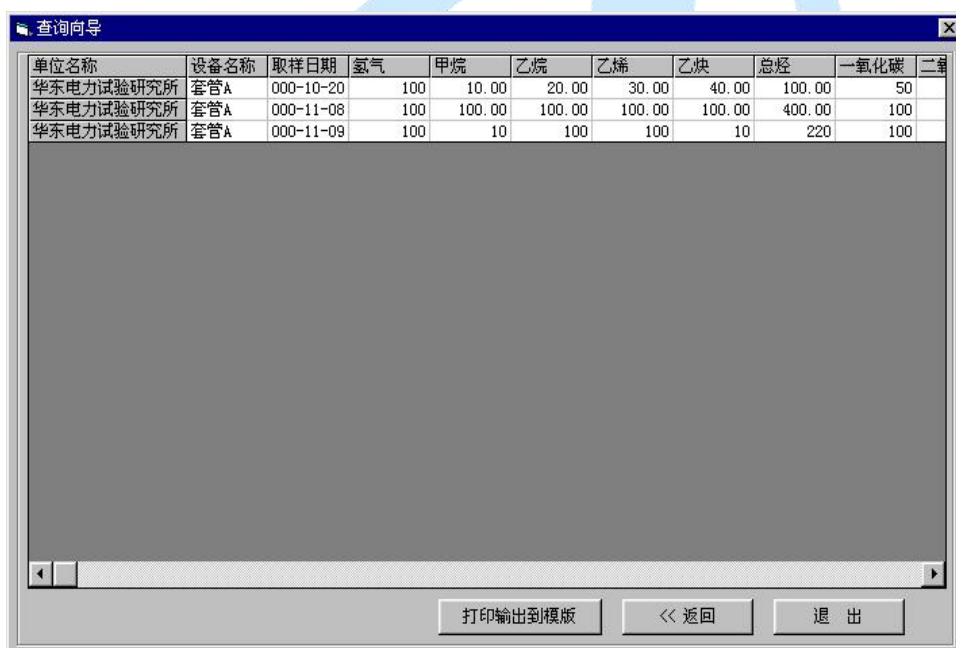 查询向导
单位名称 设备名称 取样日期 氢气 甲烷 乙烷 乙烯 乙炔 总烃 一氧化碳 二氧
华东电力试验研究所 套管A 000-10-20 100 10.00 20.00 30.00 40.00 100.00 50
华东电力试验研究所 套管A 000-11-08 100 100.00 100.00 100.00 100.00 400.00 100
华东电力试验研究所 套管A 000-11-09 100 10 100 100 10 220 100
打印输出到模版 << 返回 退 出